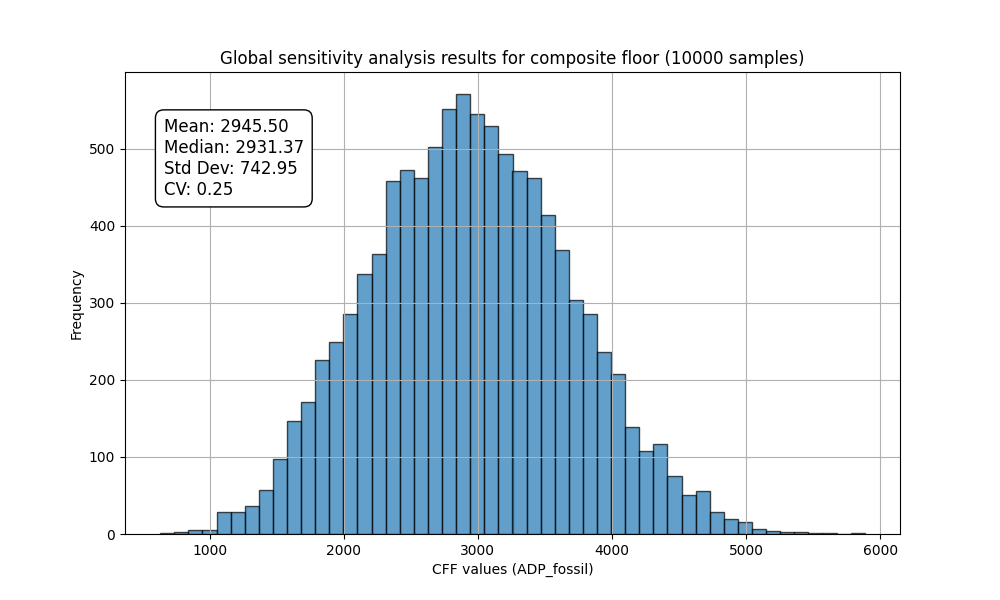 Global sensitivity analysis results for composite floor (10000 samples)
Mean: 2945.50
Median: 2931.37
Std Dev: 742.95
CV: 0.25
Frequency
500
400
300
200
100
0
1000 2000 3000 4000 5000 6000
CFF values (ADP_fossil)